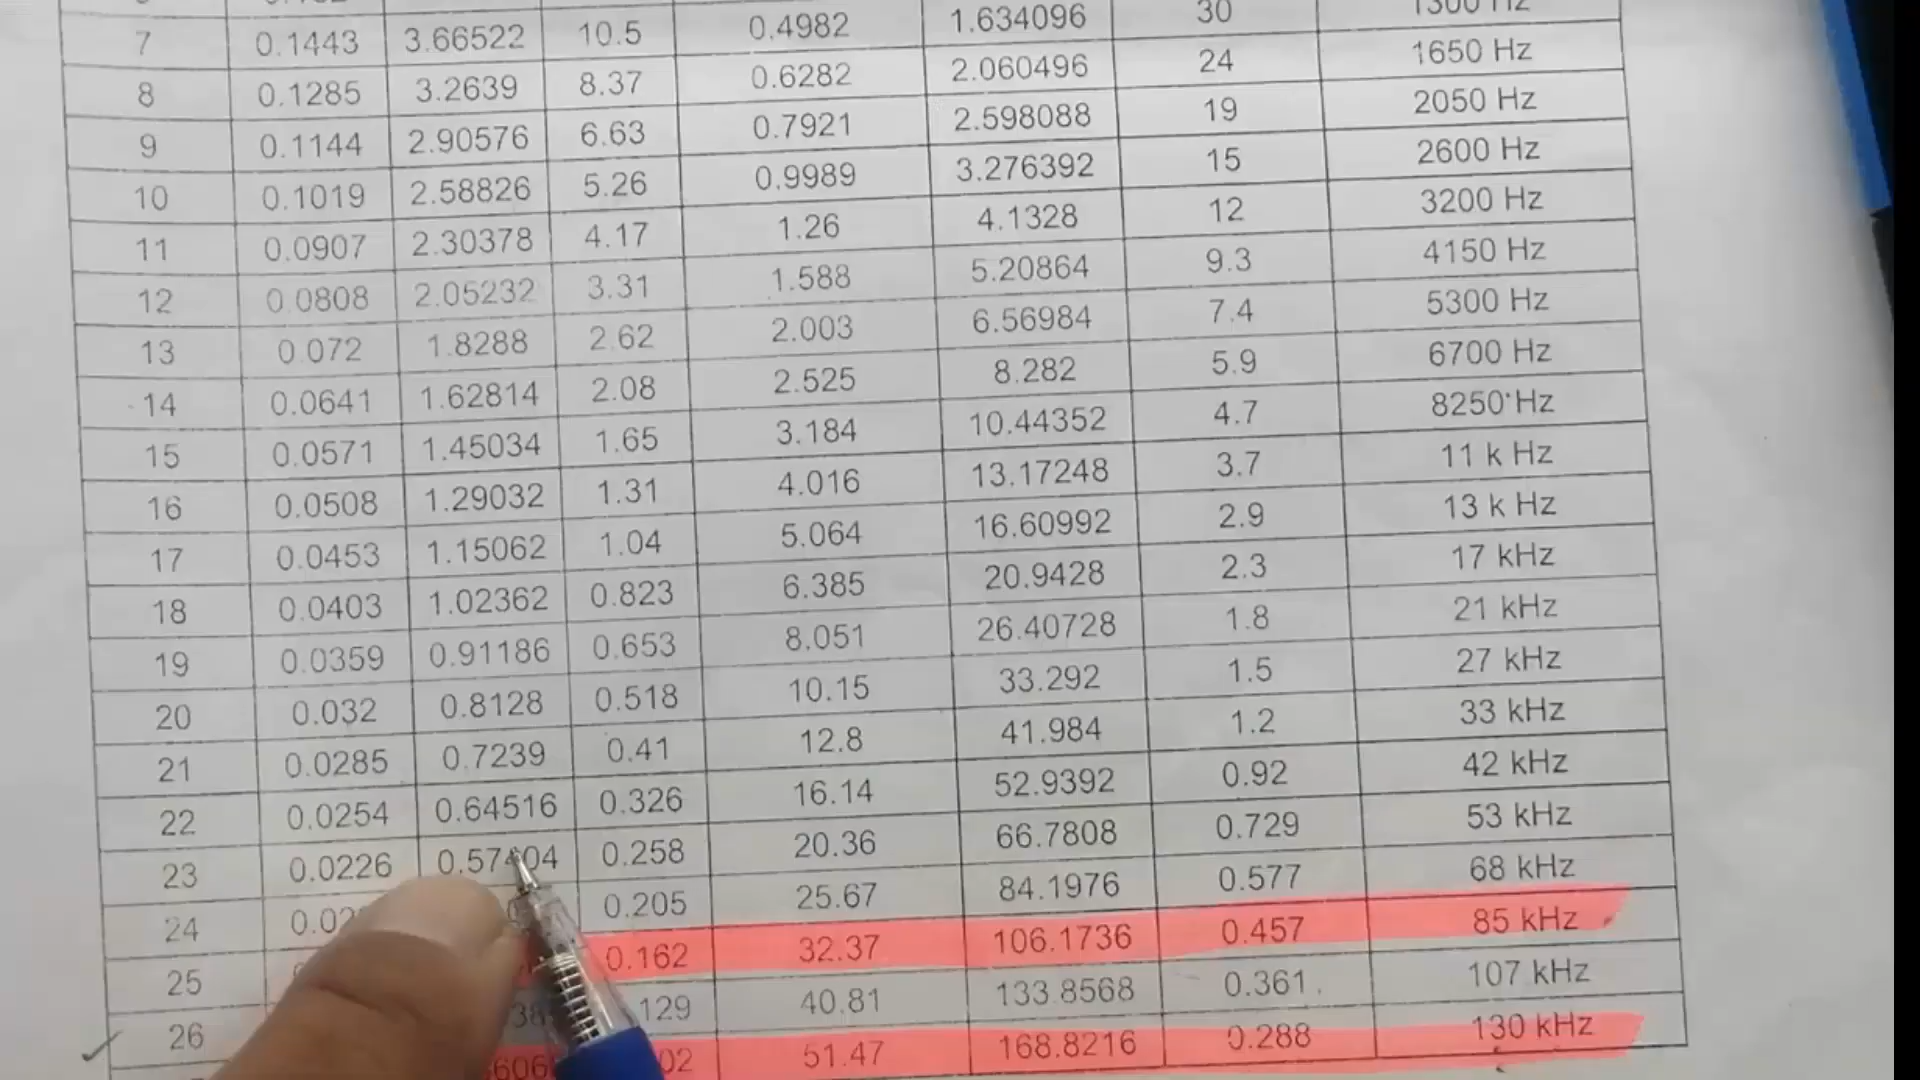 7 0.1443 3.66522 10.5 0.4982 1.634096 30 1300 Hz
8 0.1285 3.2639 8.37 0.6282 2.060496 24 1650 Hz
9 0.1144 2.90576 6.63 0.7921 2.598088 19 2050 Hz
10 0.1019 2.58826 5.26 0.9989 3.276392 15 2600 Hz
11 0.0907 2.30378 4.17 1.26 4.1328 12 3200 Hz
12 0.0808 2.05232 3.31 1.588 5.20864 9.3 4150 Hz
13 0.072 1.8288 2.62 2.003 6.56984 7.4 5300 Hz
14 0.0641 1.62814 2.08 2.525 8.282 5.9 6700 Hz
15 0.0571 1.45034 1.65 3.184 10.44352 4.7 8250 Hz
16 0.0508 1.29032 1.31 4.016 13.17248 3.7 11 k Hz
17 0.0453 1.15062 1.04 5.064 16.60992 2.9 13 k Hz
18 0.0403 1.02362 0.823 6.385 20.9428 2.3 17 kHz
19 0.0359 0.91186 0.653 8.051 26.40728 1.8 21 kHz
20 0.032 0.8128 0.518 10.15 33.292 1.5 27 kHz
21 0.0285 0.7239 0.41 12.8 41.984 1.2 33 kHz
22 0.0254 0.64516 0.326 16.14 52.9392 0.92 42 kHz
23 0.0226 0.57404 0.258 20.36 66.7808 0.729 53 kHz
24 0.205 25.67 84.1976 0.577 68 kHz
25 0.162 32.37 106.1736 0.457 85 kHz
26 129 40.81 133.8568 0.361 107 kHz
51.47 168.8216 0.288 130 kHz